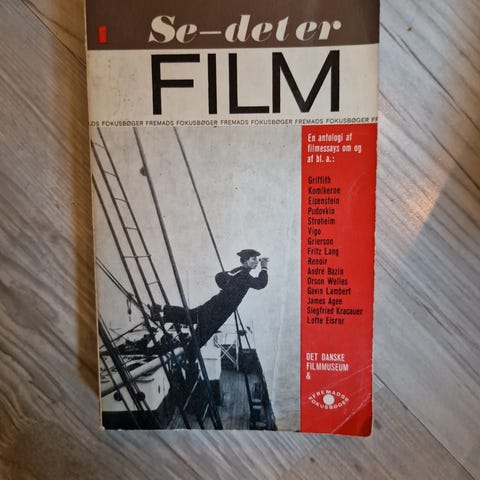 1
Se-det er
FILM
ADS FOKUSBØGER FREMADS FOKUSBØGER FREMADS FOKUSBØGER FREMADS FOKUSBØGER FR
En antologi af
filmessays om og
af bl. a.:
Griffith
Komikerne
Eisenstein
Pudovkin
Stroheim
Vigo
Grierson
Fritz Lang
Renoir
André Bazin
Orson Welles
Gavin Lambert
James Agee
Siegfried Kracauer
Lotte Eisner
DET DANSKE
FILMMUSEUM
&
FREMADS
FOKUSBØGER